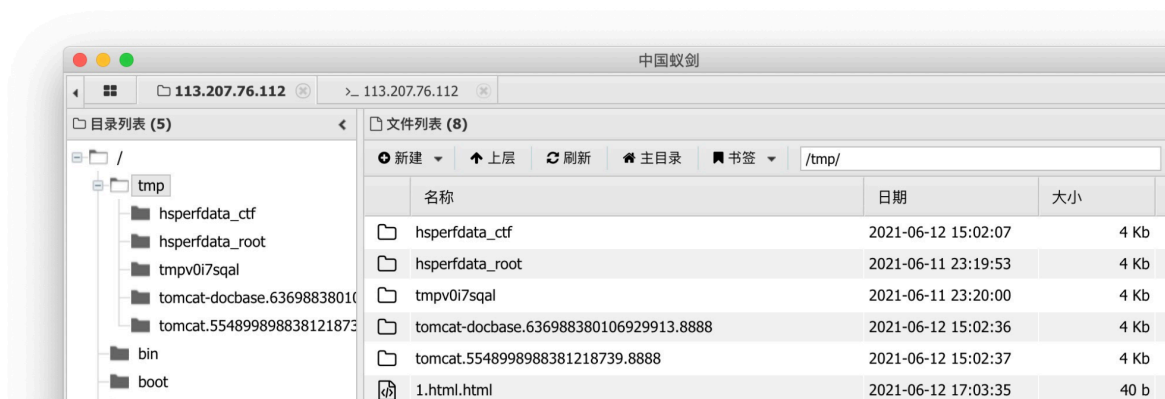 中国蚁剑
113.207.76.112
>_ 113.207.76.112
目录列表 (5)
文件列表 (8)
新建
上层
刷新
主目录
书签
/tmp/
/
tmp
hsperfdata_ctf
hsperfdata_root
tmpv0i7sqal
tomcat-docbase.63698838010
tomcat.554899898838121873
bin
boot
名称 日期 大小
hsperfdata_ctf 2021-06-12 15:02:07 4 Kb
hsperfdata_root 2021-06-11 23:19:53 4 Kb
tmpv0i7sqal 2021-06-11 23:20:00 4 Kb
tomcat-docbase.636988380106929913.8888 2021-06-12 15:02:36 4 Kb
tomcat.5548998988381218739.8888 2021-06-12 15:02:37 4 Kb
1.html.html 2021-06-12 17:03:35 40 b